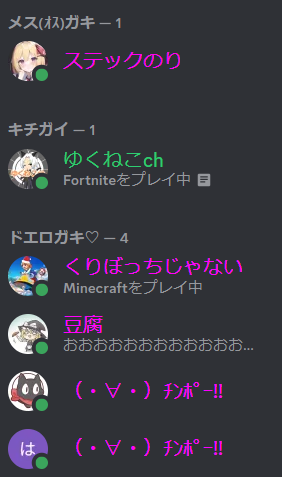 メス(ｵｽ)ガキ — 1
ステックのり
キチガイ — 1
ゆくねこch
Fortniteをプレイ中
ドエロガキ♡ — 4
くりぼっちじゃない
Minecraftをプレイ中
豆腐
おおおおおおおおおおおお...
（・∀・）ﾁﾝﾎﾟｰ!!
は
（・∀・）ﾁﾝﾎﾟｰ!!